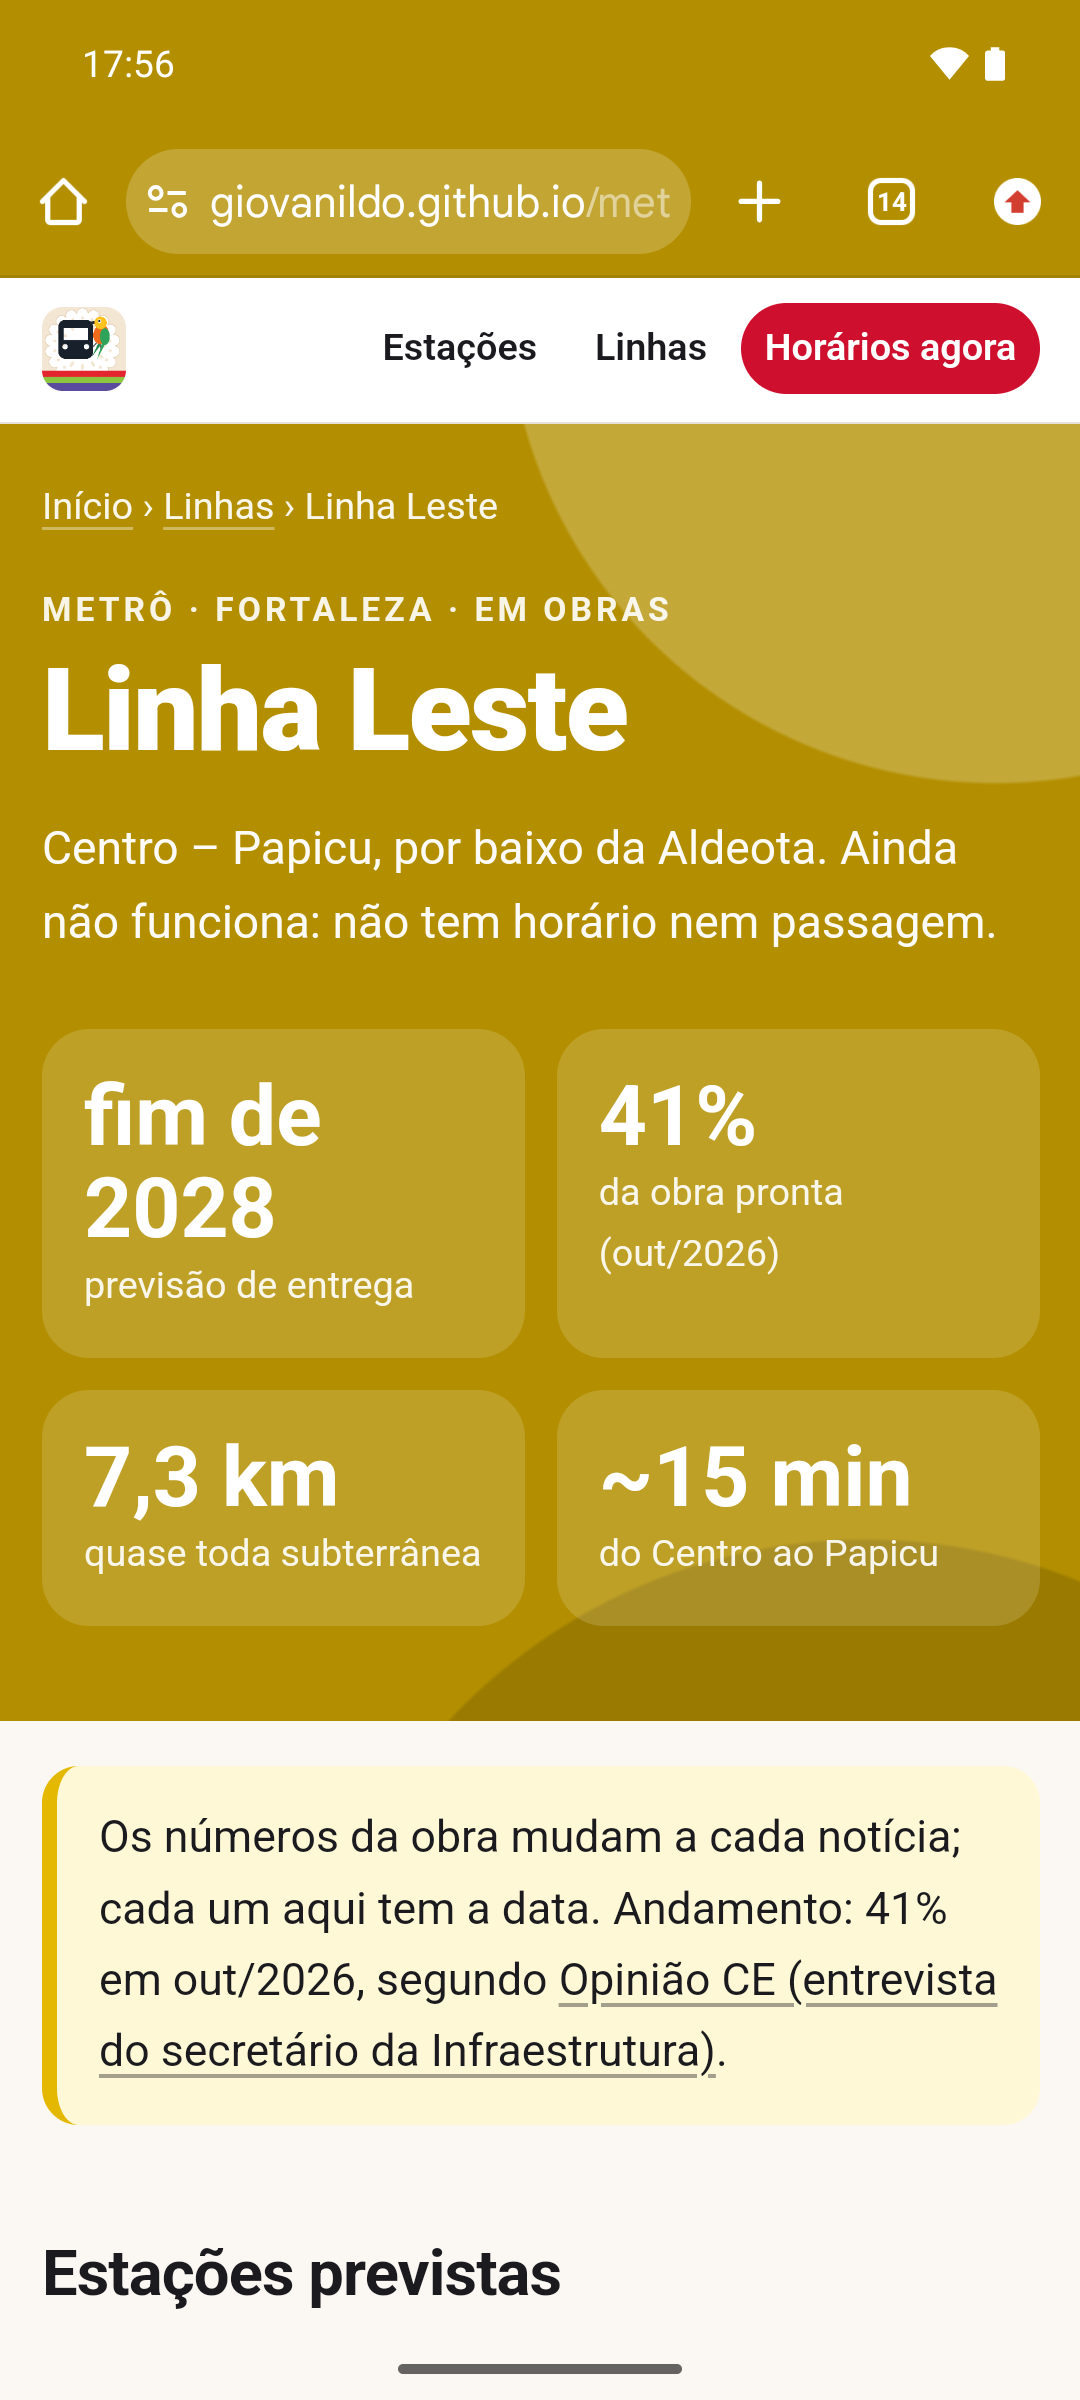 17:56
giovanildo.github.io/met
14
Estações
Linhas
Horários agora
Início › Linhas › Linha Leste
METRÔ · FORTALEZA · EM OBRAS
Linha Leste
Centro – Papicu, por baixo da Aldeota. Ainda
não funciona: não tem horário nem passagem.
fim de
2028
previsão de entrega
41%
da obra pronta
(out/2026)
7,3 km
quase toda subterrânea
~15 min
do Centro ao Papicu
Os números da obra mudam a cada notícia;
cada um aqui tem a data. Andamento: 41%
em out/2026, segundo Opinião CE (entrevista
do secretário da Infraestrutura).
Estações previstas